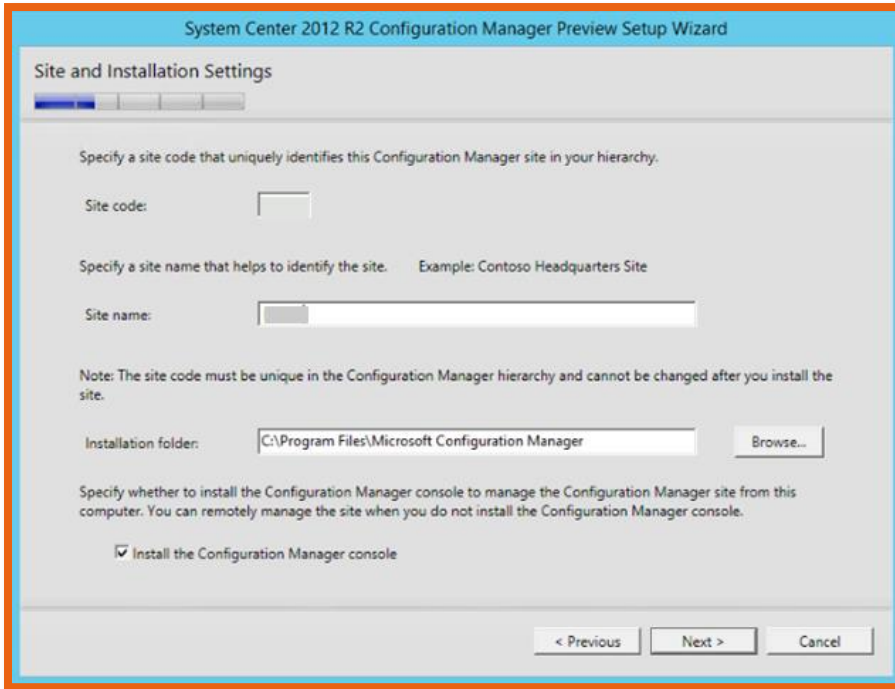 System Center 2012 R2 Configuration Manager Preview Setup Wizard
Site and Installation Settings
Specify a site code that uniquely identifies this Configuration Manager site in your hierarchy.
Site code:
Specify a site name that helps to identify the site. Example: Contoso Headquarters Site
Site name:
Note: The site code must be unique in the Configuration Manager hierarchy and cannot be changed after you install the
site.
Installation folder: C:\Program Files\Microsoft Configuration Manager Browse...
Specify whether to install the Configuration Manager console to manage the Configuration Manager site from this
computer. You can remotely manage the site when you do not install the Configuration Manager console.
Install the Configuration Manager console
< Previous Next > Cancel